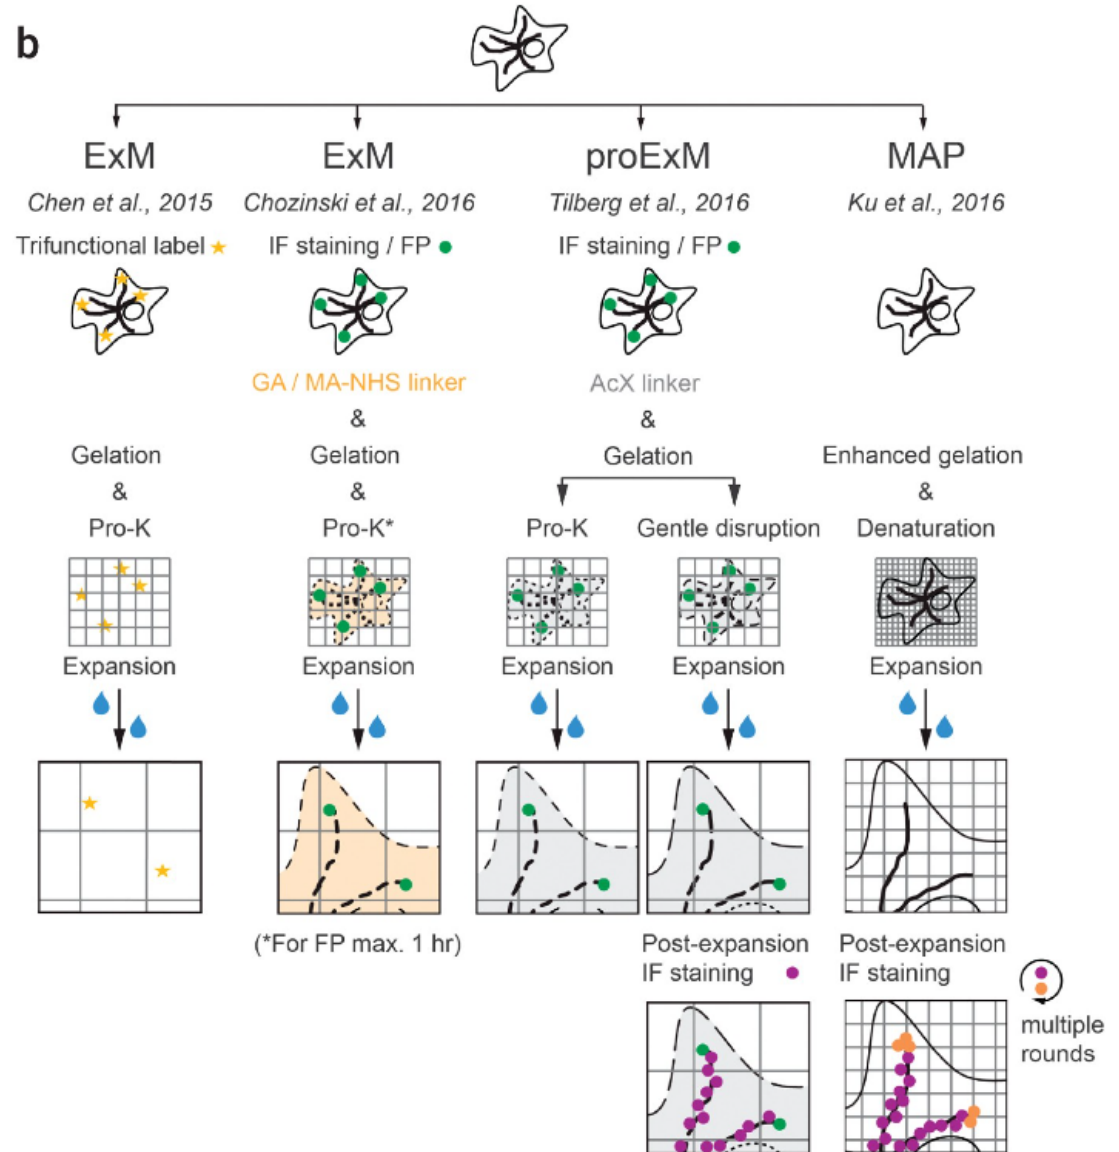 b
ExM
ExM
proExM
MAP
Chen et al., 2015
Chozinski et al., 2016
Tilberg et al., 2016
Ku et al., 2016
Trifunctional label
IF staining / FP
IF staining / FP
GA / MA-NHS linker
AcX linker
&
&
Gelation
Gelation
Gelation
Enhanced gelation
&
&
&
Pro-K
Pro-K*
Pro-K
Gentle disruption
Denaturation
Expansion
Expansion
Expansion
Expansion
Expansion
(*For FP max. 1 hr)
Post-expansion
IF staining
Post-expansion
IF staining
multiple
rounds